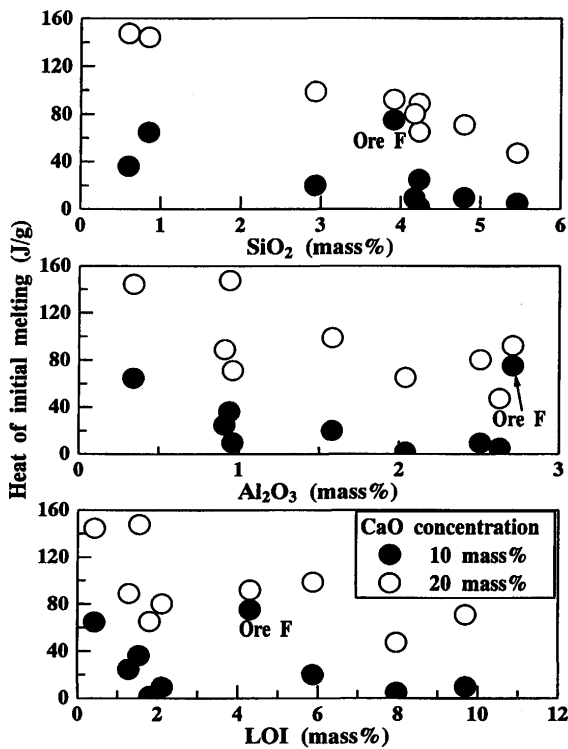 160
120
80
40
0
Ore F
0 1 2 3 4 5 6
SiO₂ (mass%)
Heat of initial melting (J/g)
160
120
80
40
0
Ore F
0 1 2 3
Al₂O₃ (mass%)
160
120
80
40
0
CaO concentration
10 mass%
20 mass%
Ore F
0 2 4 6 8 10 12
LOI (mass%)